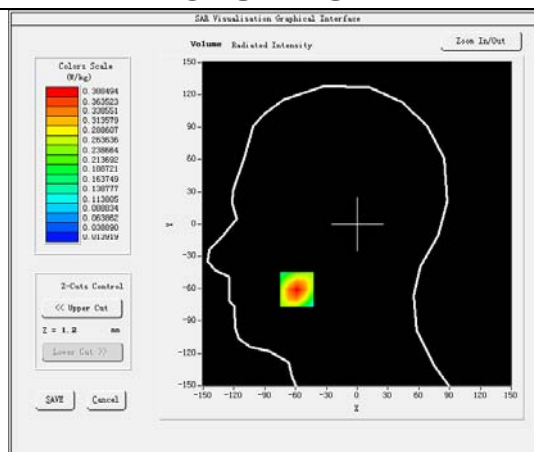 SAR Visualisation Graphical Interface
Volume Radiated Intensity
Zoom In/Out
Colors Scale
(W/kg)
0.388494
0.363523
0.338551
0.313579
0.288607
0.263636
0.238664
0.213692
0.188721
0.163749
0.138777
0.113805
0.088834
0.063862
0.038890
0.013919
150
120
90
60
30
0
-30
-60
-90
-120
-150
Y
-150 -120 -90 -60 -30 0 30 60 90 120 150
X
Z-Cuts Control
<< Upper Cut
Z = 1.2 mm
Lower Cut >>
SAVE Cancel